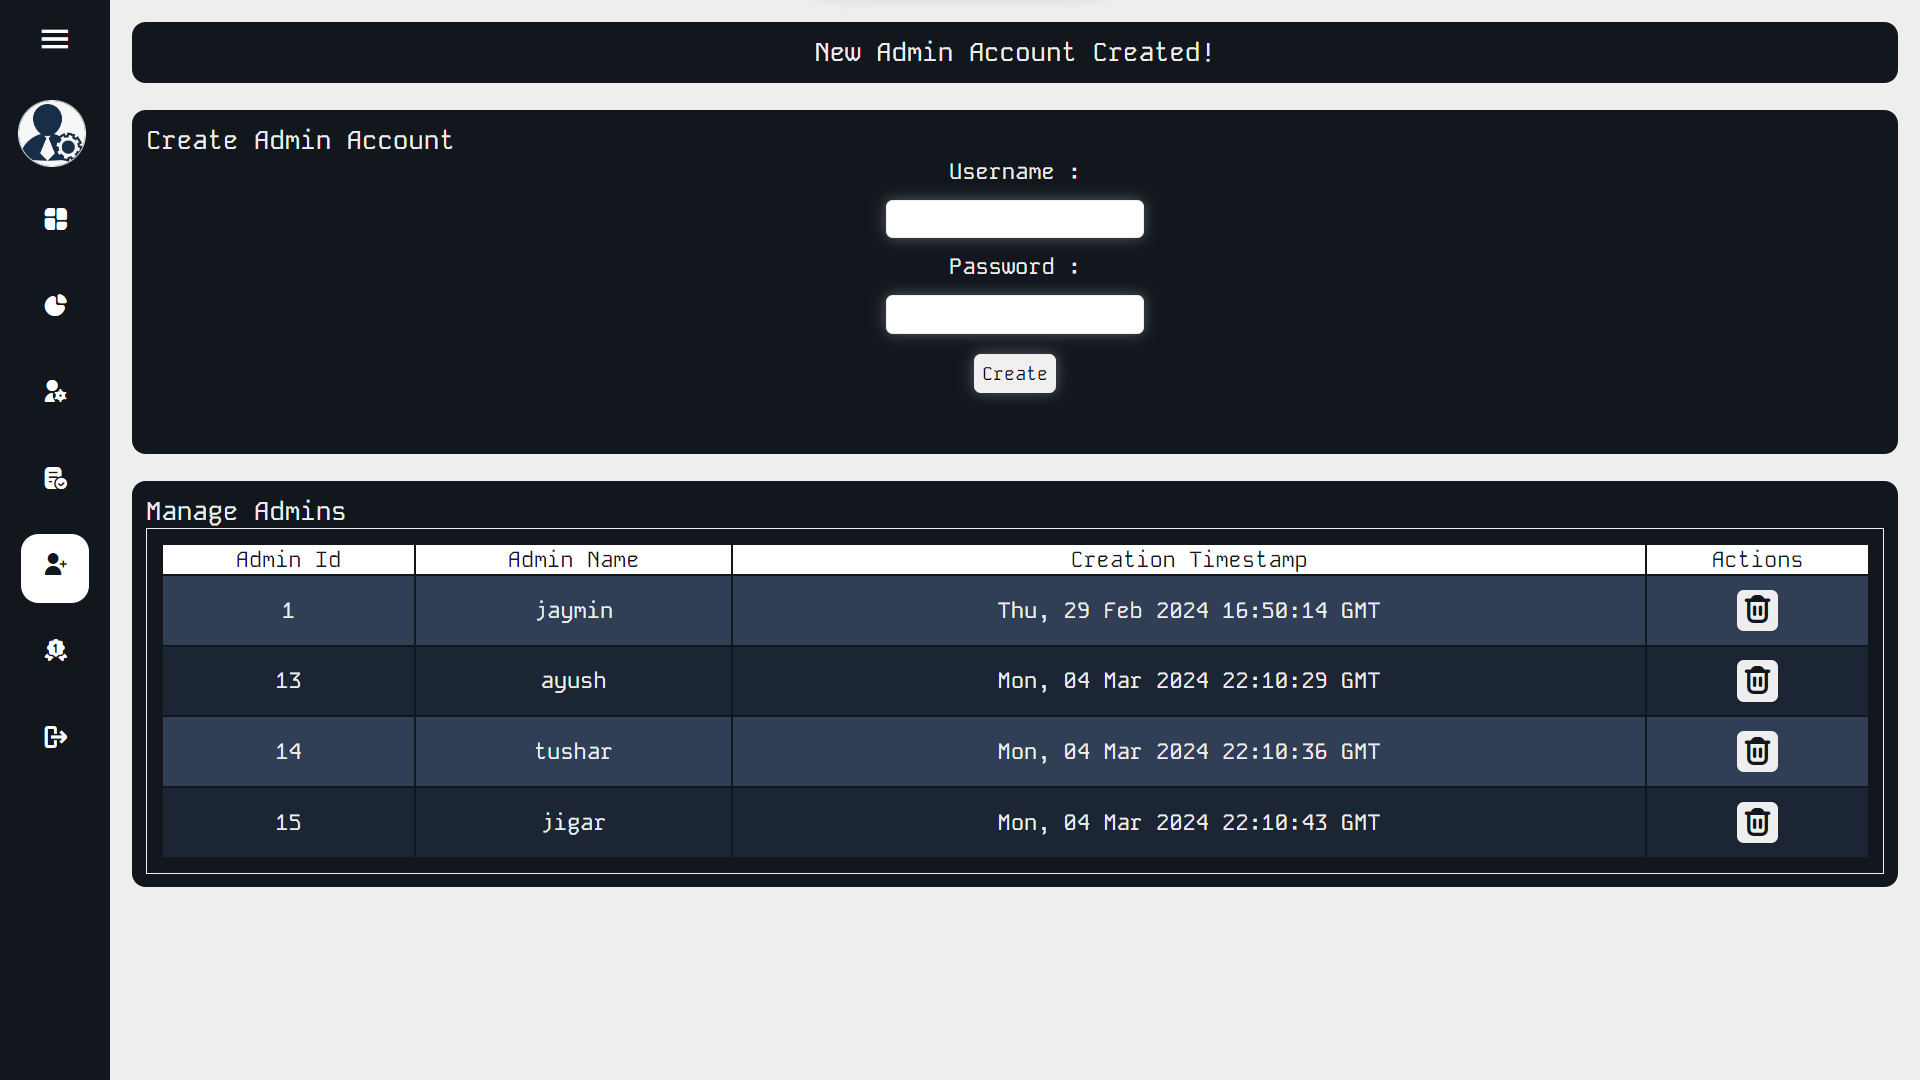 New Admin Account Created!
Create Admin Account
Username :
Password :
Create
Manage Admins
Admin Id Admin Name Creation Timestamp Actions
1 jaymin Thu, 29 Feb 2024 16:50:14 GMT
13 ayush Mon, 04 Mar 2024 22:10:29 GMT
14 tushar Mon, 04 Mar 2024 22:10:36 GMT
15 jigar Mon, 04 Mar 2024 22:10:43 GMT